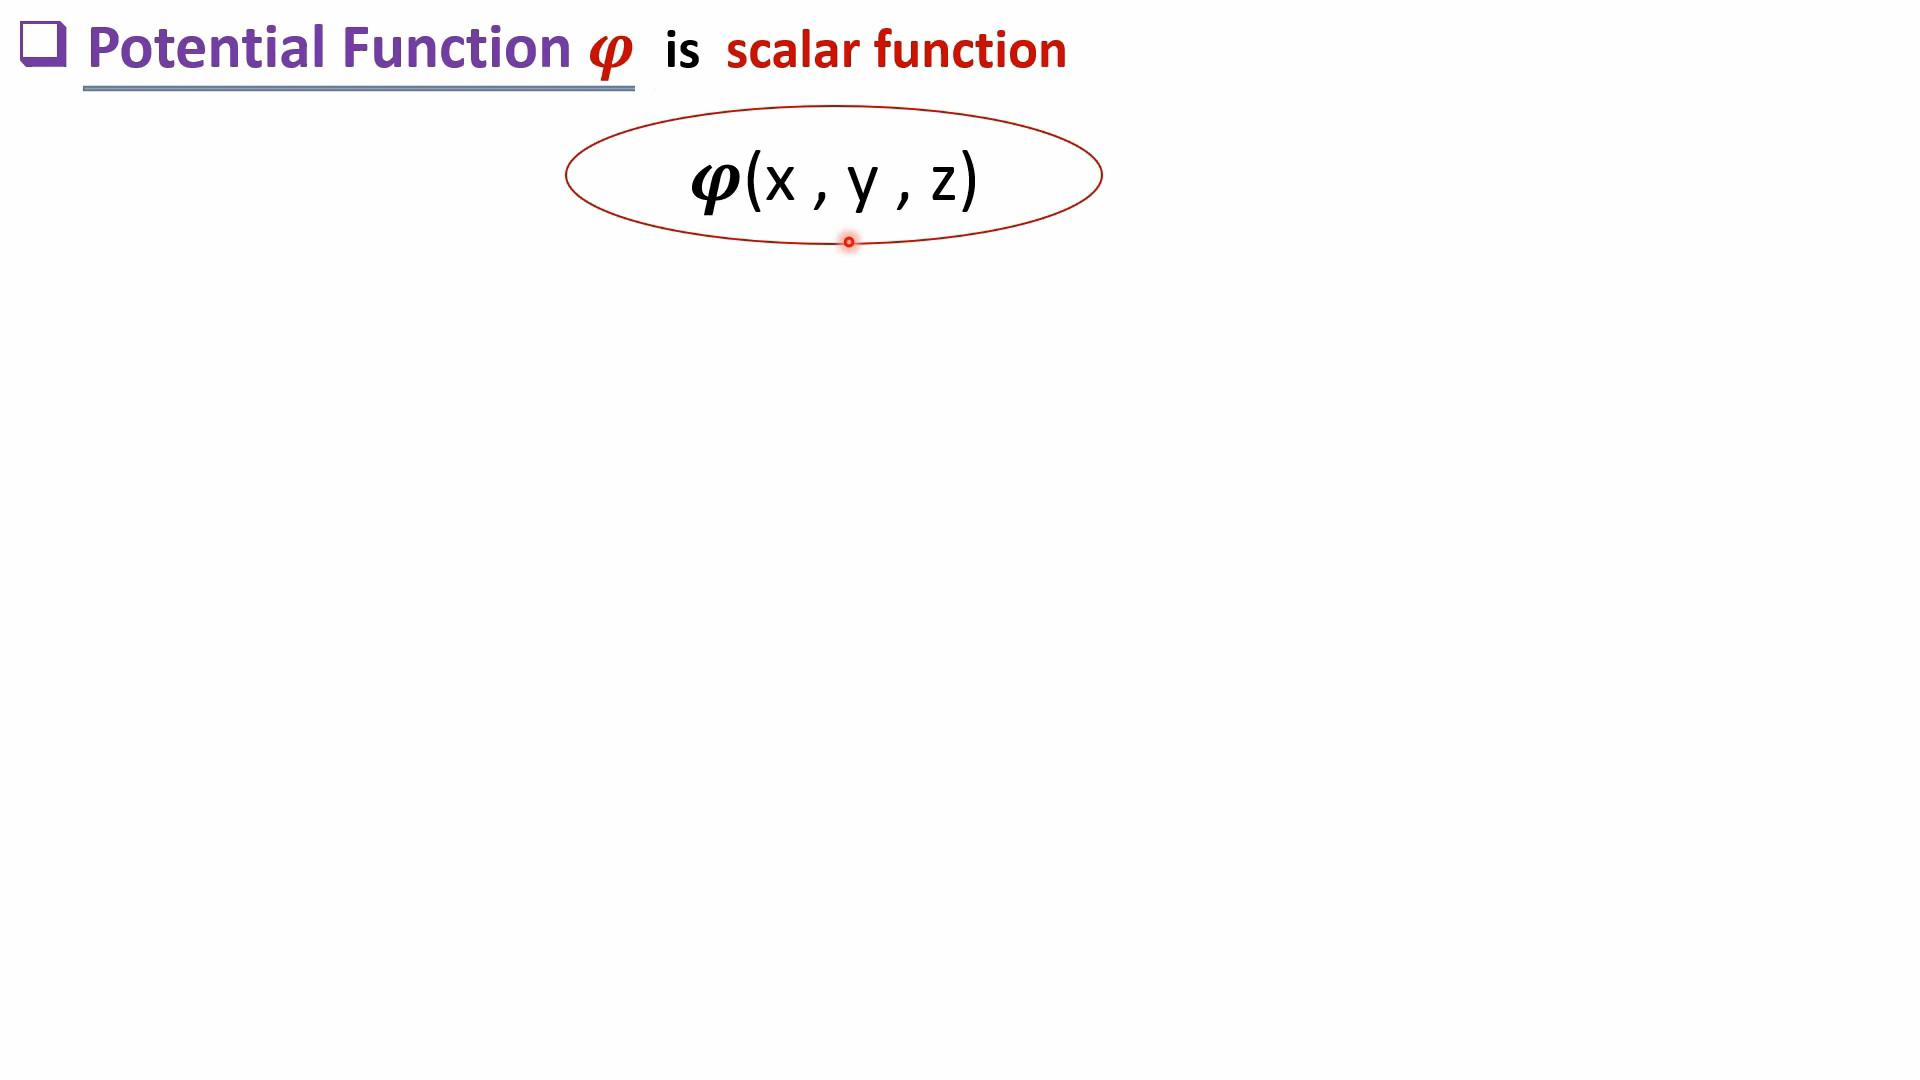 ❑ Potential Function φ is scalar function
φ(x , y , z)